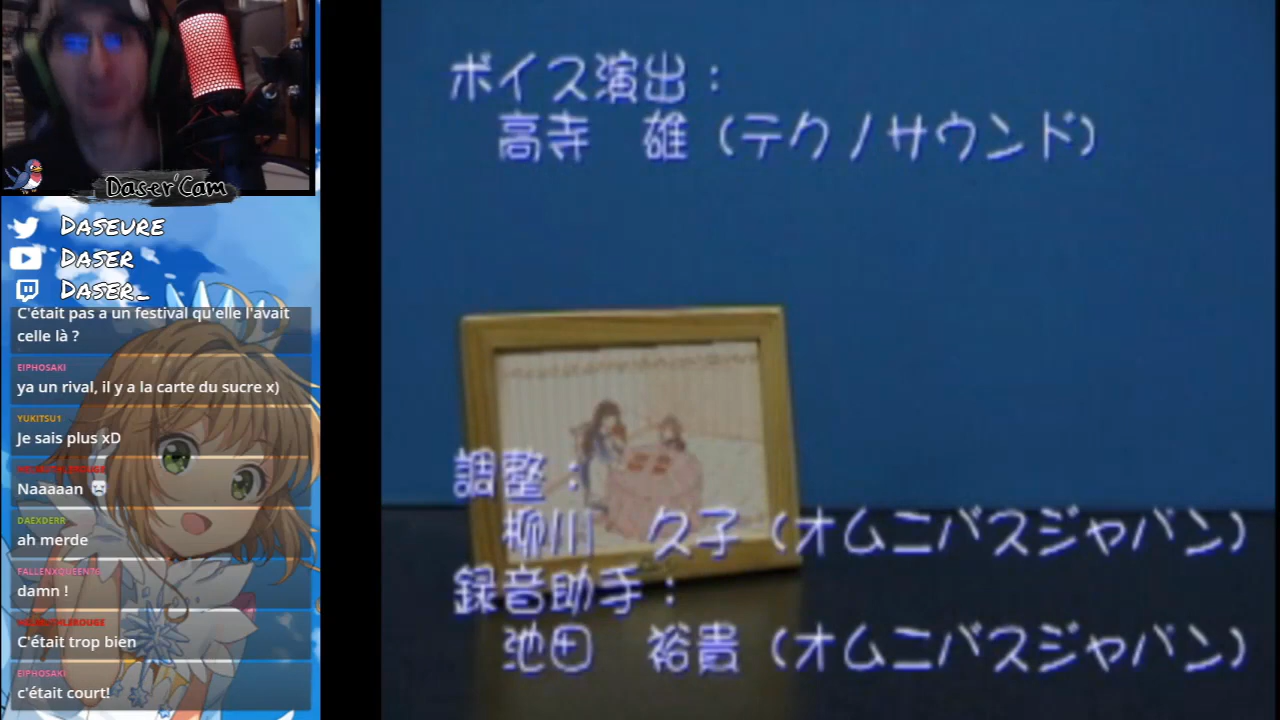 Daser'Cam
Daseure
Daser
Daser_
C'était pas a un festival qu'elle l'avait
celle là ?
EIPHOSAKI
ya un rival, il y a la carte du sucre x)
YUKITSU1
Je sais plus xD
Naaaaan
DAEXDERR
ah merde
FALLENXQUEEN76
damn !
C'était trop bien
EIPHOSAKI
c'était court!
ボイス演出：
高寺　雄（テクノサウンド）
調整：
柳川　久子（オムニバスジャパン）
録音助手：
池田　裕貴（オムニバスジャパン）